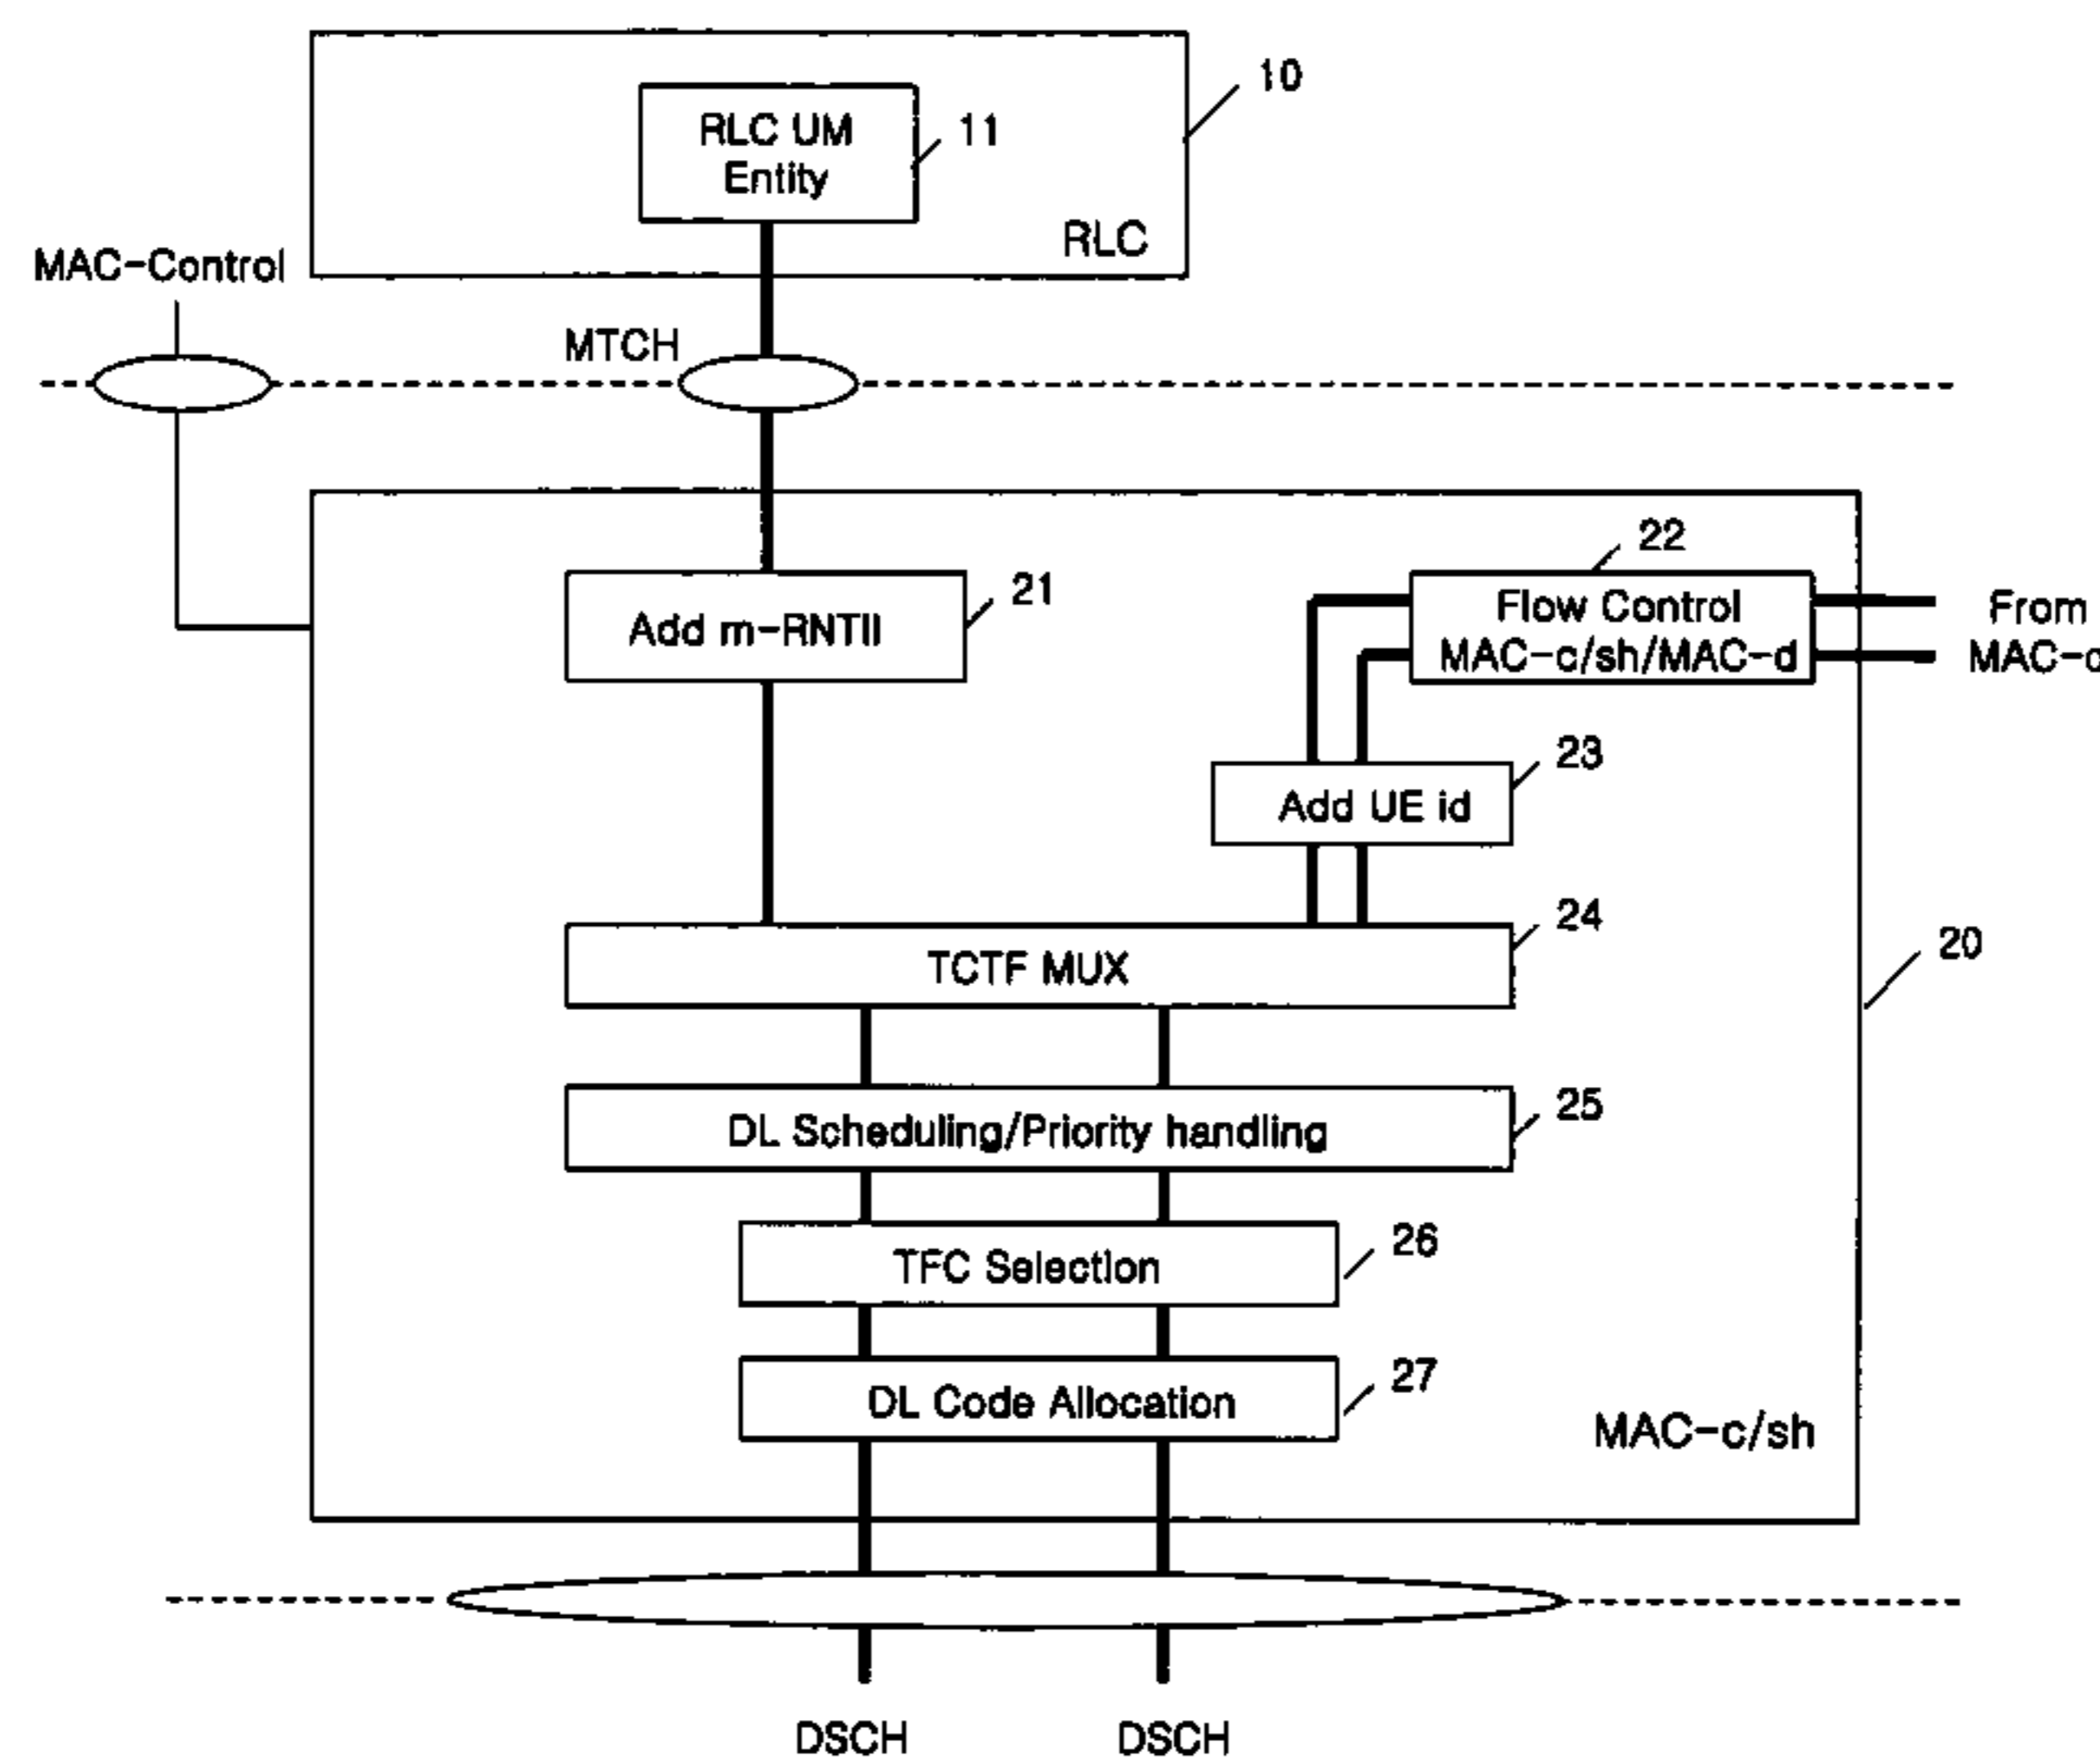 10
RLC UM
Entity
11
RLC
MAC-Control
MTCH
22
21
Add m-RNTII
Flow Control
MAC-c/sh/MAC-d
From
23
Add UE id
24
TCTF MUX
20
25
DL Scheduling/Priority handling
26
TFC Selection
27
DL Code Allocation
MAC-c/sh
DSCH
DSCH